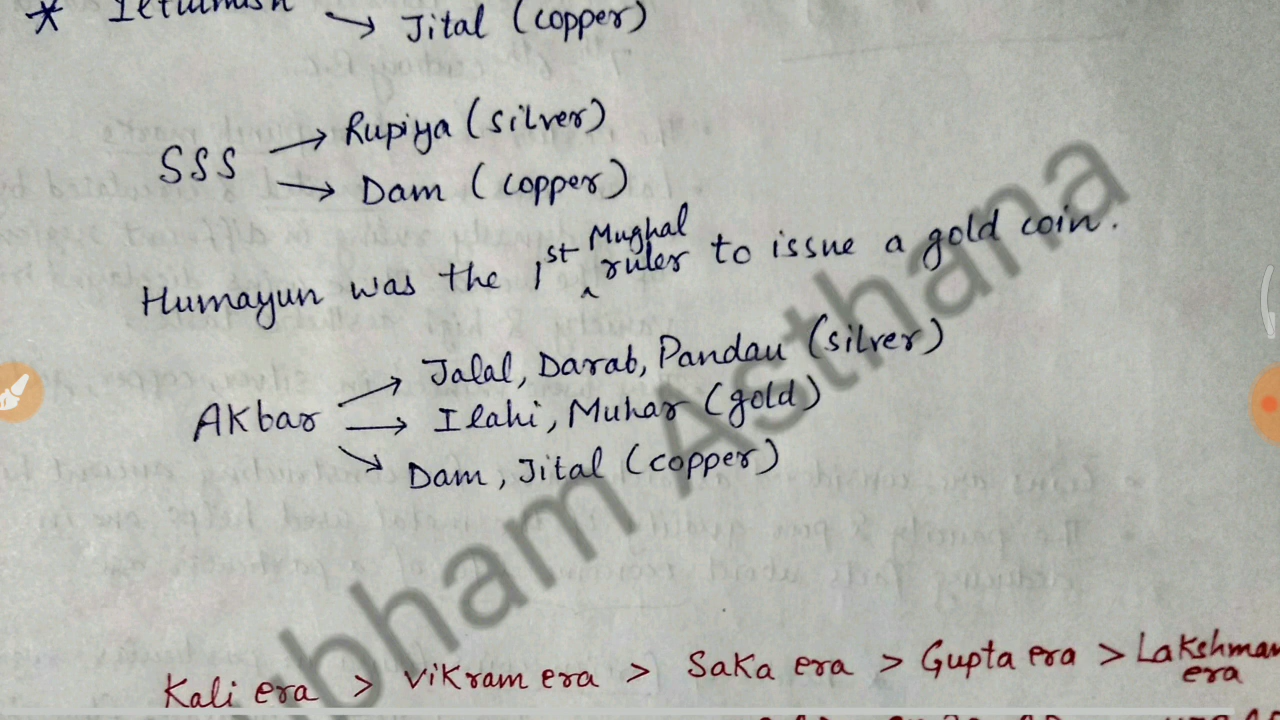 * Iltutmish → Jital (copper)
SSS → Rupiya (silver)
→ Dam (copper)
Humayun was the 1st Mughal ruler to issue a gold coin.
Akbar → Jalal, Darab, Pandau (silver)
→ Ilahi, Muhar (gold)
→ Dam, Jital (copper)
Kali era > Vikram era > Saka era > Gupta era > Lakshman era
bham Asthana